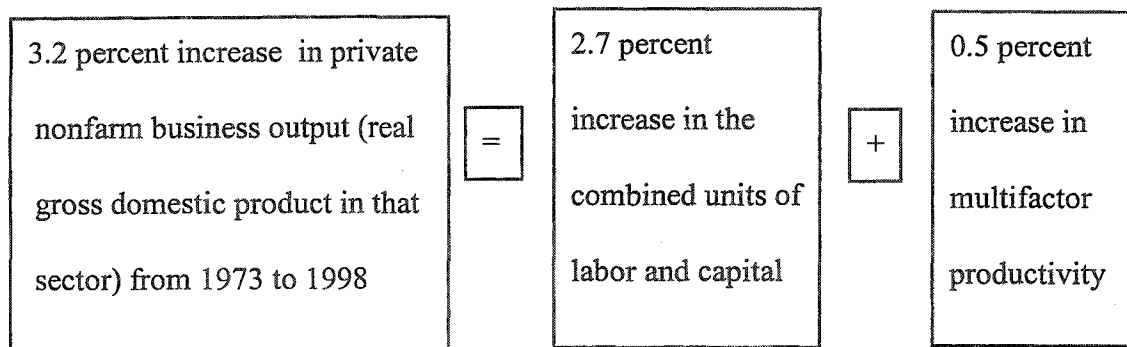 3.2 percent increase in private
nonfarm business output (real
gross domestic product in that
sector) from 1973 to 1998
=
2.7 percent
increase in the
combined units of
labor and capital
+
0.5 percent
increase in
multifactor
productivity